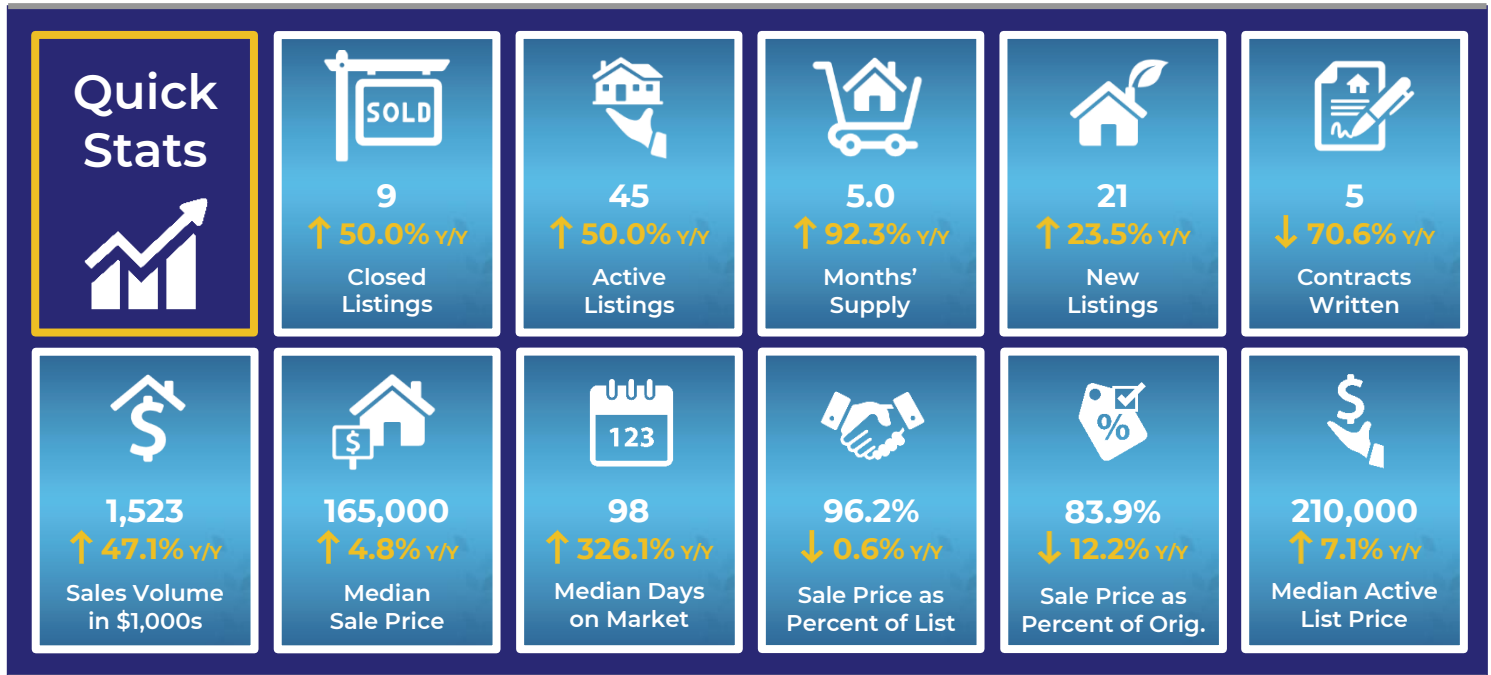 Quick
Stats
SOLD
9
↑ 50.0% Y/Y
Closed
Listings
45
↑ 50.0% Y/Y
Active
Listings
5.0
↑ 92.3% Y/Y
Months’
Supply
21
↑ 23.5% Y/Y
New
Listings
5
↓ 70.6% Y/Y
Contracts
Written
$
1,523
↑ 47.1% Y/Y
Sales Volume
in $1,000s
$
165,000
↑ 4.8% Y/Y
Median
Sale Price
123
98
↑ 326.1% Y/Y
Median Days
on Market
96.2%
↓ 0.6% Y/Y
Sale Price as
Percent of List
%
83.9%
↓ 12.2% Y/Y
Sale Price as
Percent of Orig.
$
210,000
↑ 7.1% Y/Y
Median Active
List Price